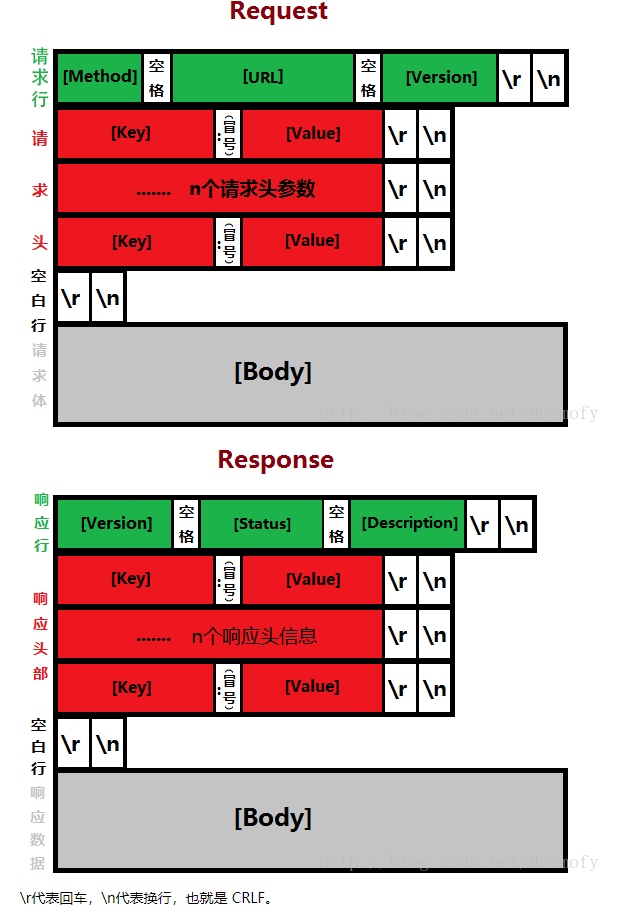 Request
请求行 [Method] 空格 [URL] 空格 [Version] \r \n
请 [Key] :(冒号) [Value] \r \n
求 ....... n个请求头参数 \r \n
头 [Key] :(冒号) [Value] \r \n
空白行 \r \n
请求体 [Body]
http://blog.csdn.net/Dolrofy
Response
响应行 [Version] 空格 [Status] 空格 [Description] \r \n
响应头部 [Key] :(冒号) [Value] \r \n
....... n个响应头信息 \r \n
[Key] :(冒号) [Value] \r \n
空白行 \r \n
响应数据 [Body]
http://blog.csdn.net/Dolrofy
\r代表回车，\n代表换行，也就是 CRLF。